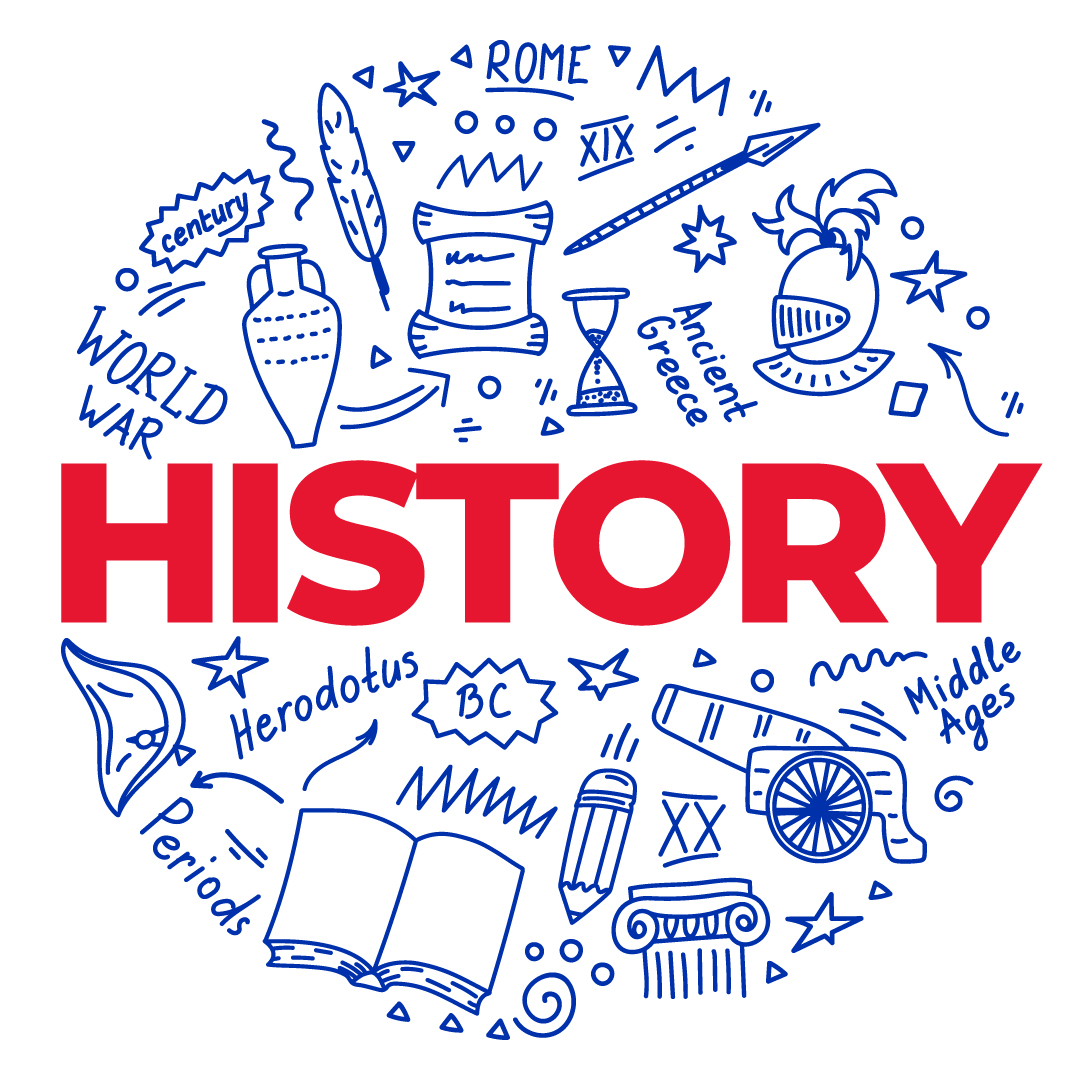 ROME
XIX
century
WORLD
WAR
Ancient
Greece
HISTORY
Herodotus
BC
Middle
Ages
Periods
XX